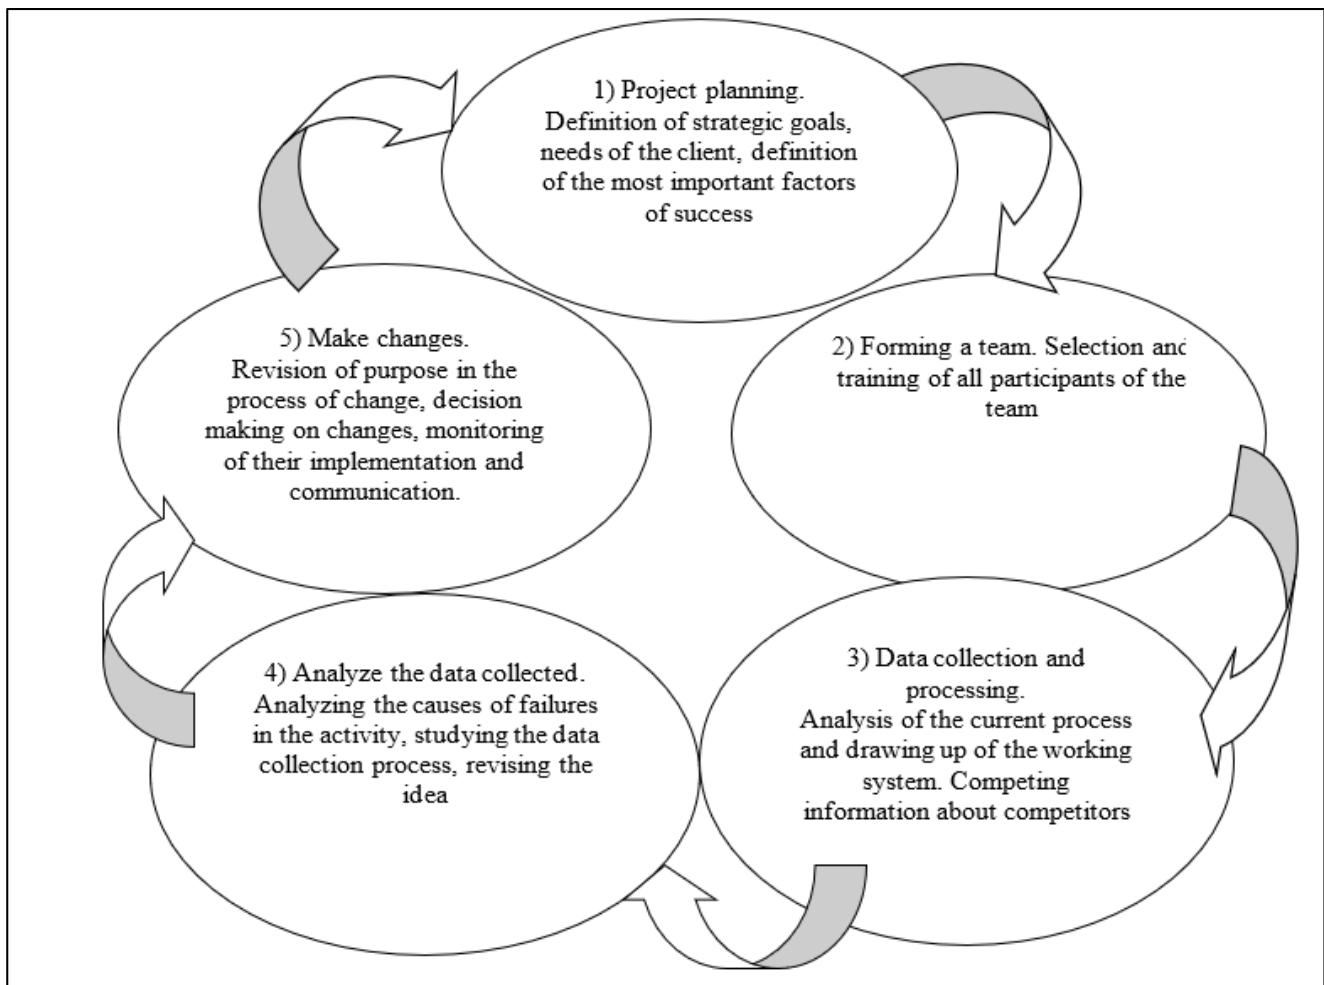 1) Project planning.
Definition of strategic goals,
needs of the client, definition
of the most important factors
of success
2) Forming a team. Selection and
training of all participants of the
team
3) Data collection and
processing.
Analysis of the current process
and drawing up of the working
system. Competing
information about competitors
4) Analyze the data collected.
Analyzing the causes of failures
in the activity, studying the data
collection process, revising the
idea
5) Make changes.
Revision of purpose in the
process of change, decision
making on changes, monitoring
of their implementation and
communication.